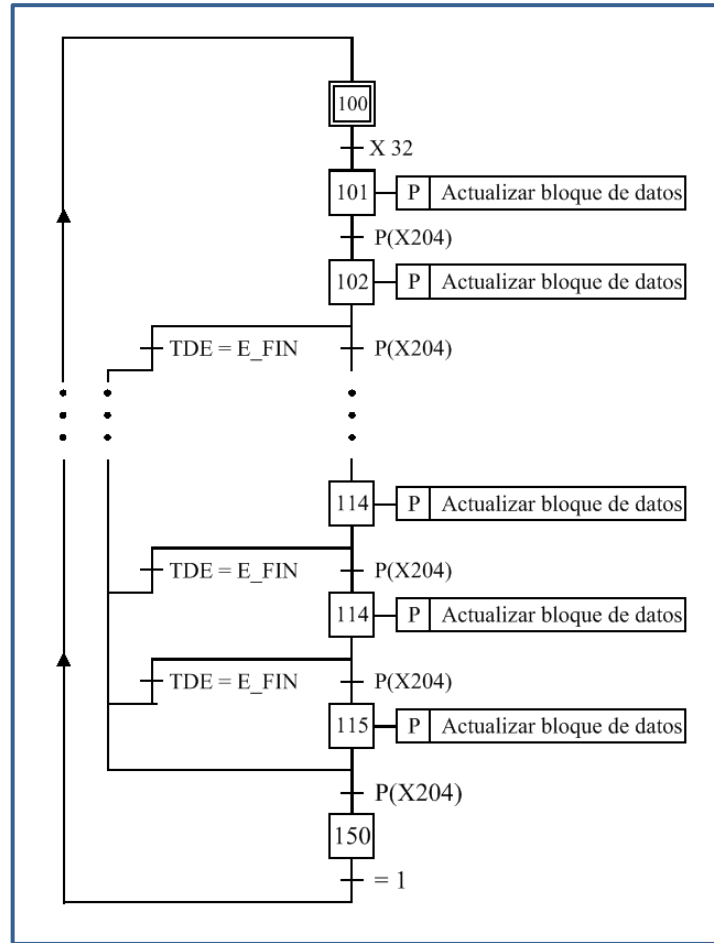 100
X 32
101 P Actualizar bloque de datos
P(X204)
102 P Actualizar bloque de datos
TDE = E_FIN P(X204)
114 P Actualizar bloque de datos
TDE = E_FIN P(X204)
114 P Actualizar bloque de datos
TDE = E_FIN P(X204)
115 P Actualizar bloque de datos
P(X204)
150
= 1